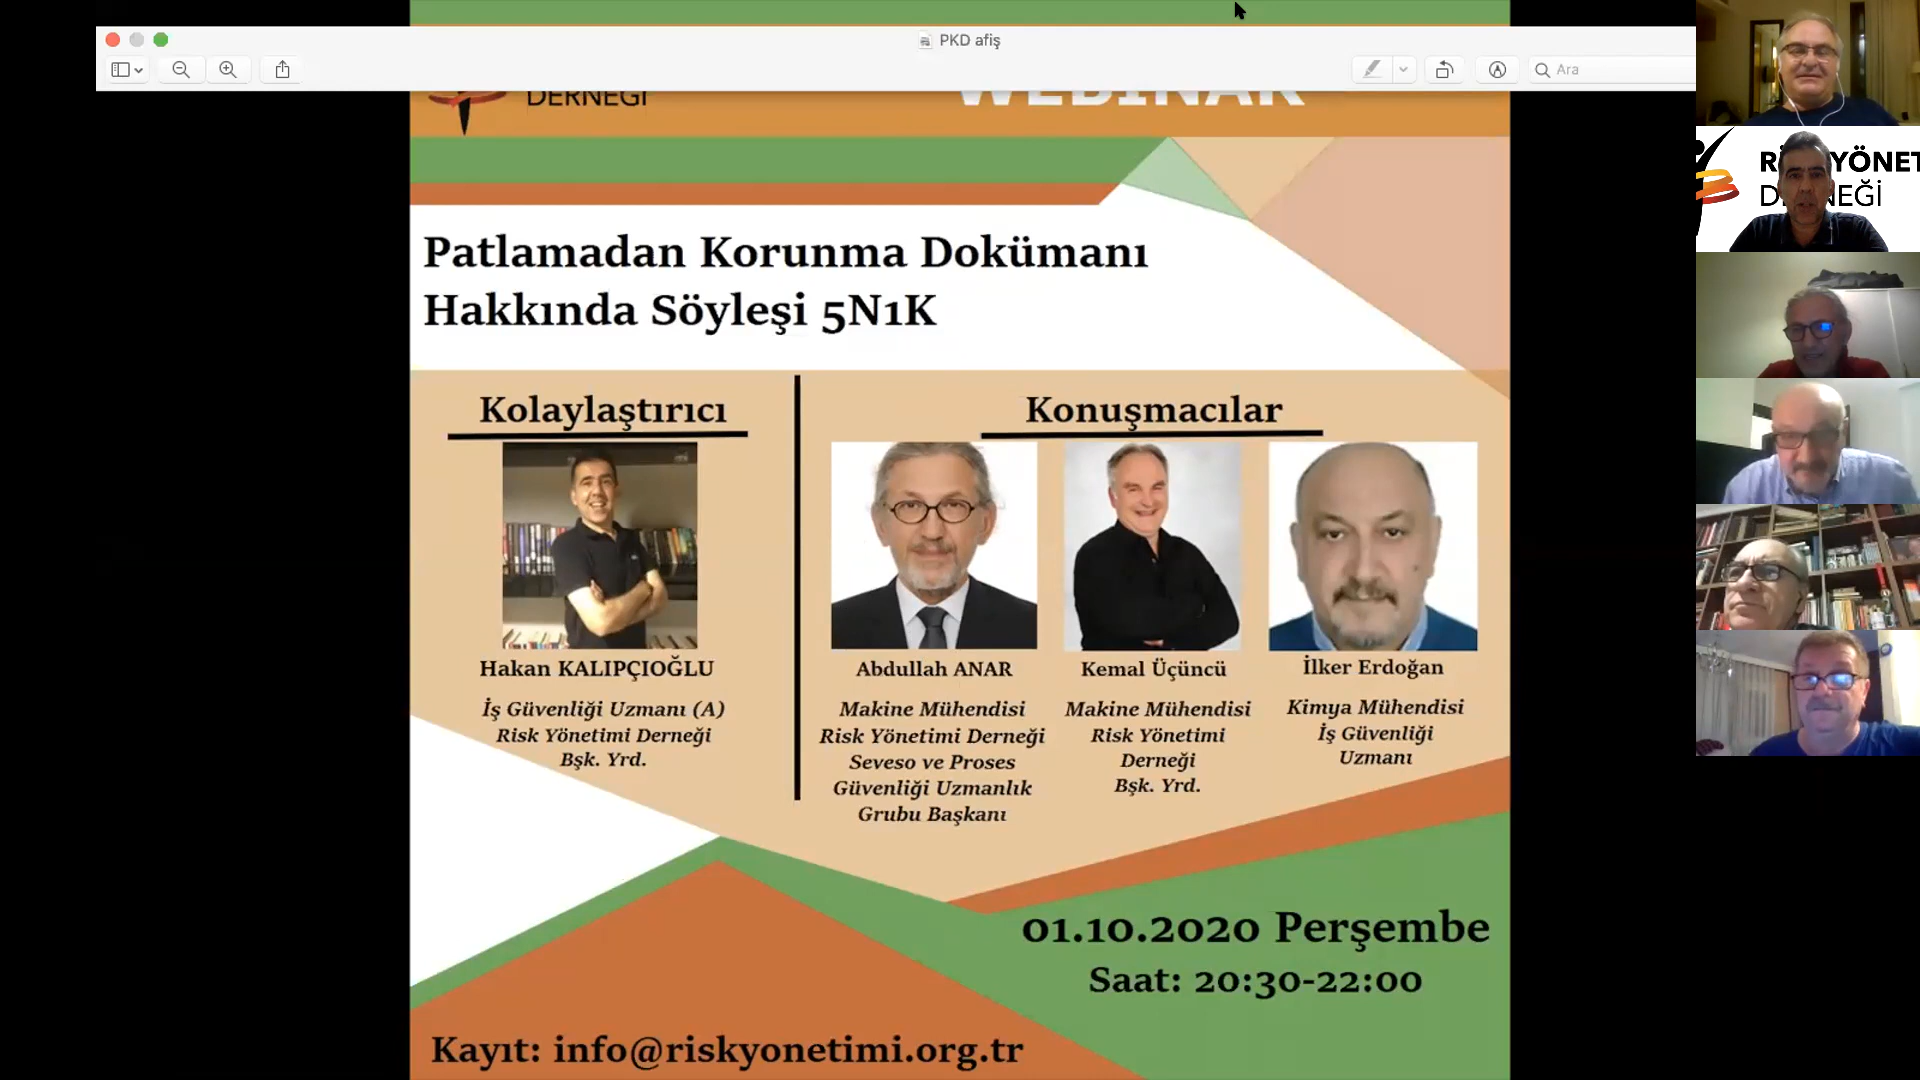 PKD afiş
Ara
DERNEĞİ
WEBINAR
Patlamadan Korunma Dokümanı
Hakkında Söyleşi 5N1K
Kolaylaştırıcı
Hakan KALIPÇIOĞLU
İş Güvenliği Uzmanı (A)
Risk Yönetimi Derneği
Bşk. Yrd.
Konuşmacılar
Abdullah ANAR
Makine Mühendisi
Risk Yönetimi Derneği
Seveso ve Proses
Güvenliği Uzmanlık
Grubu Başkanı
Kemal Üçüncü
Makine Mühendisi
Risk Yönetimi
Derneği
Bşk. Yrd.
İlker Erdoğan
Kimya Mühendisi
İş Güvenliği
Uzmanı
01.10.2020 Perşembe
Saat: 20:30-22:00
Kayıt: info@riskyonetimi.org.tr